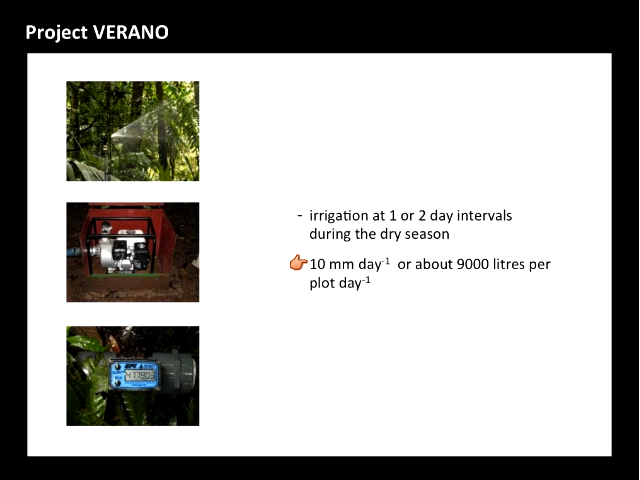 Project VERANO
- irrigation at 1 or 2 day intervals
during the dry season
10 mm day⁻¹ or about 9000 litres per
plot day⁻¹